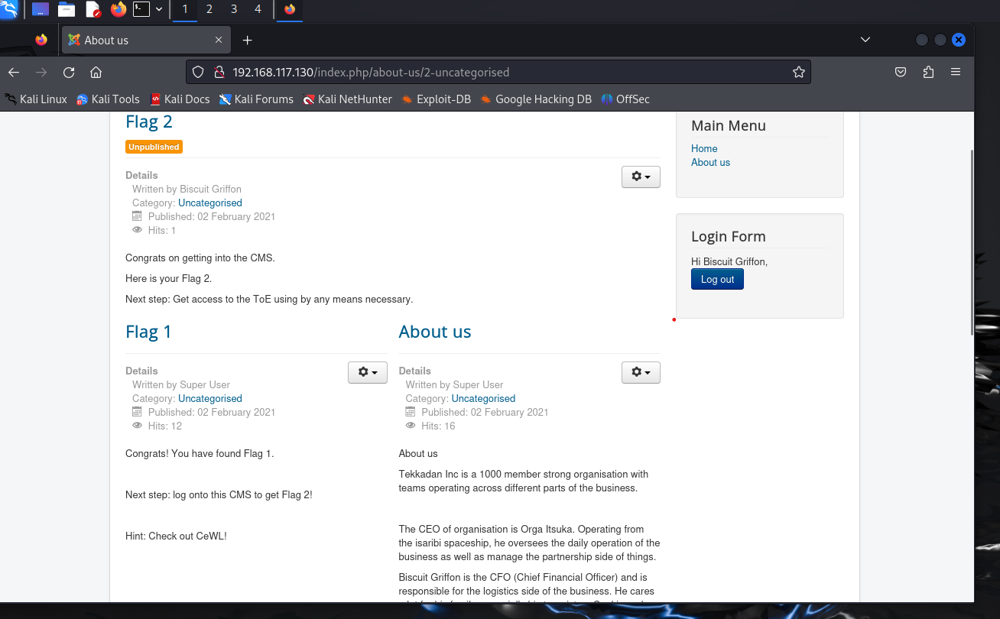 1 2 3 4
About us
192.168.117.130/index.php/about-us/2-uncategorised
Kali Linux Kali Tools Kali Docs Kali Forums Kali NetHunter Exploit-DB Google Hacking DB OffSec
Flag 2
Unpublished
Details
Written by Biscuit Griffon
Category: Uncategorised
Published: 02 February 2021
Hits: 1
Congrats on getting into the CMS.
Here is your Flag 2.
Next step: Get access to the ToE using by any means necessary.
Flag 1
Details
Written by Super User
Category: Uncategorised
Published: 02 February 2021
Hits: 12
Congrats! You have found Flag 1.
Next step: log onto this CMS to get Flag 2!
Hint: Check out CeWL!
About us
Details
Written by Super User
Category: Uncategorised
Published: 02 February 2021
Hits: 16
About us
Tekkadan Inc is a 1000 member strong organisation with
teams operating across different parts of the business.
The CEO of organisation is Orga Itsuka. Operating from
the isaribi spaceship, he oversees the daily operation of the
business as well as manage the partnership side of things.
Biscuit Griffon is the CFO (Chief Financial Officer) and is
responsible for the logistics side of the business. He cares
Main Menu
Home
About us
Login Form
Hi Biscuit Griffon,
Log out